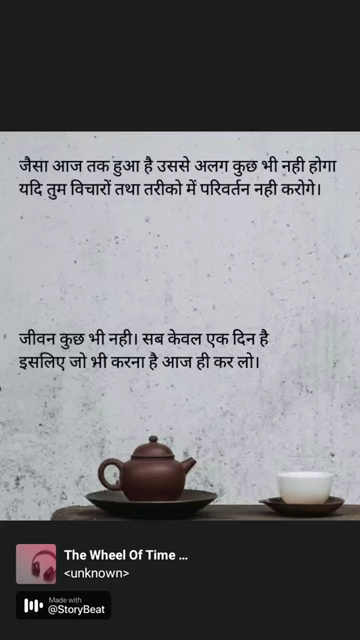 जैसा आज तक हुआ है उससे अलग कुछ भी नही होगा
यदि तुम विचारों तथा तरीको में परिवर्तन नही करोगे।
जीवन कुछ भी नही। सब केवल एक दिन है
इसलिए जो भी करना है आज ही कर लो।
The Wheel Of Time ...
<unknown>
Made with
@StoryBeat